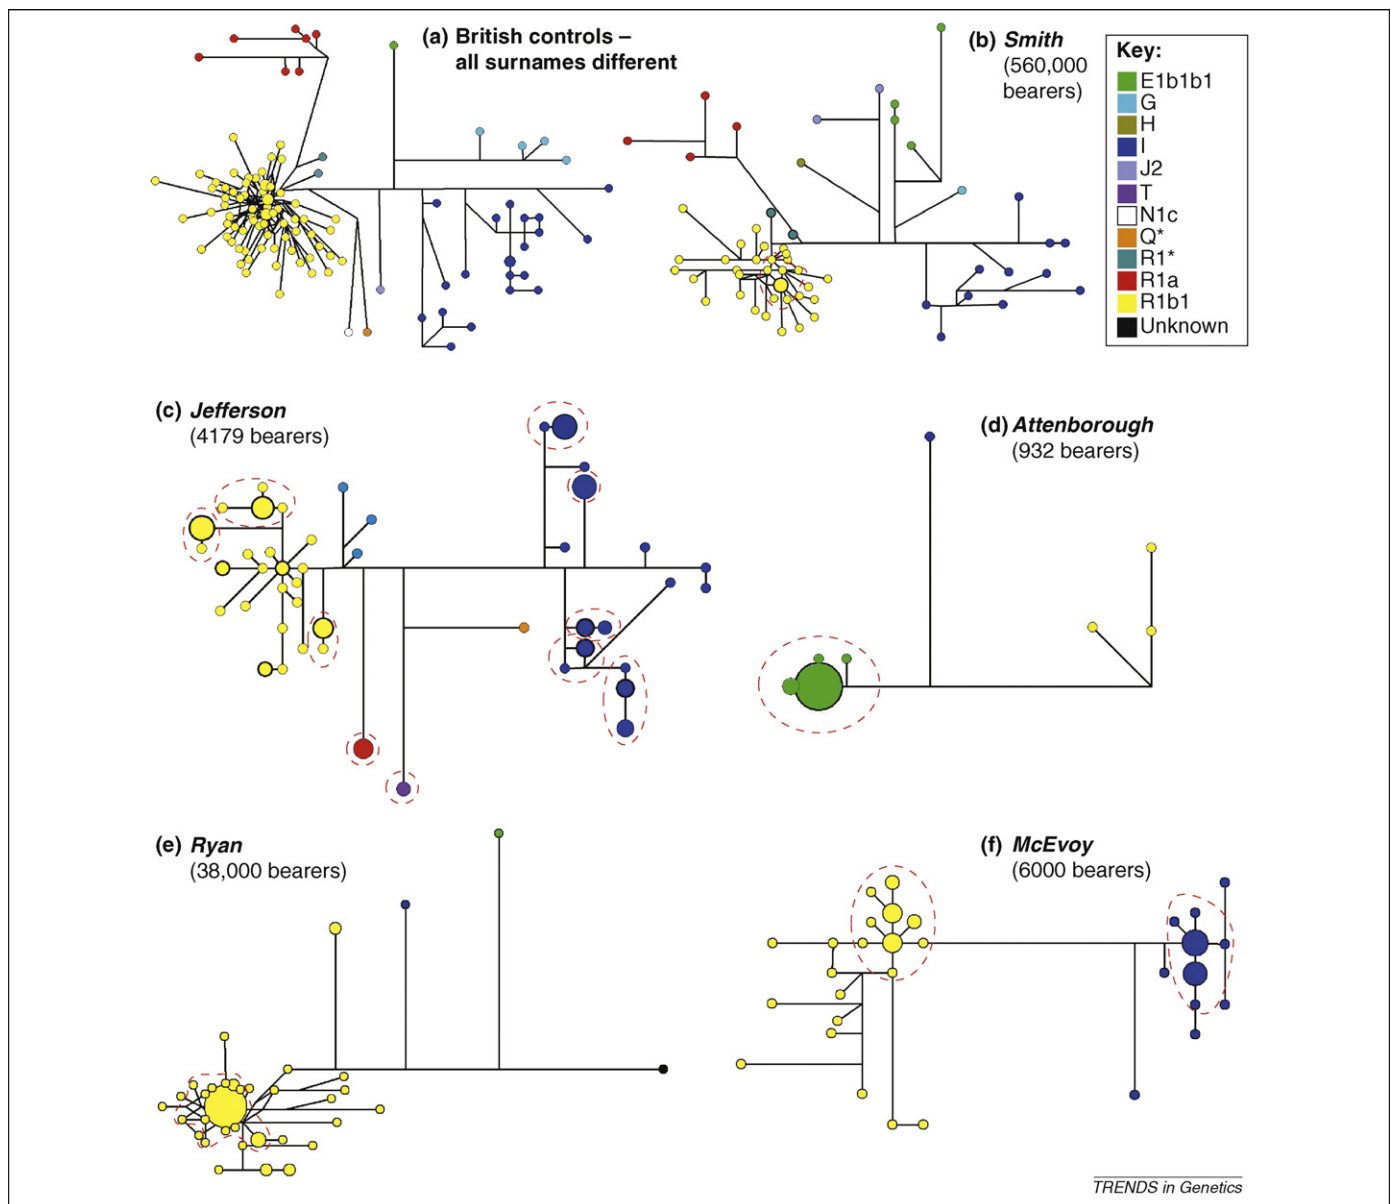 (a) British controls –
all surnames different
(b) Smith
(560,000
bearers)
Key:
E1b1b1
G
H
I
J2
T
N1c
Q*
R1*
R1a
R1b1
Unknown
(c) Jefferson
(4179 bearers)
(d) Attenborough
(932 bearers)
(e) Ryan
(38,000 bearers)
(f) McEvoy
(6000 bearers)
TRENDS in Genetics